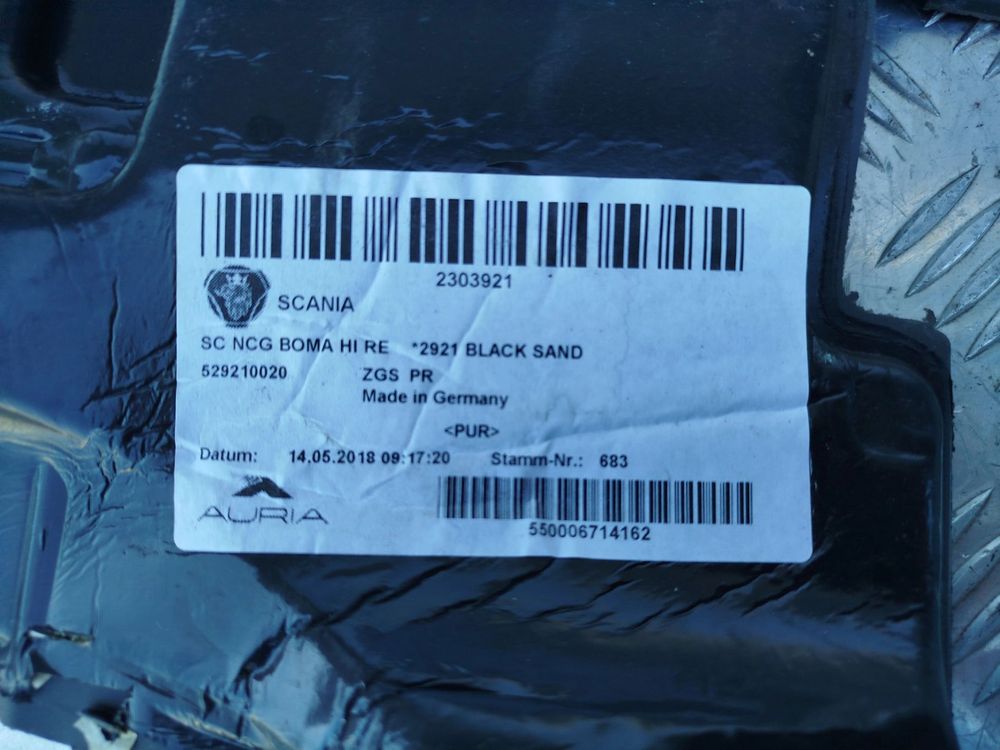 2303921
SCANIA
SC NCG BOMA HI RE *2921 BLACK SAND
529210020 ZGS PR
Made in Germany
<PUR>
Datum: 14.05.2018 09:17:20 Stamm-Nr.: 683
AURIA
550006714162